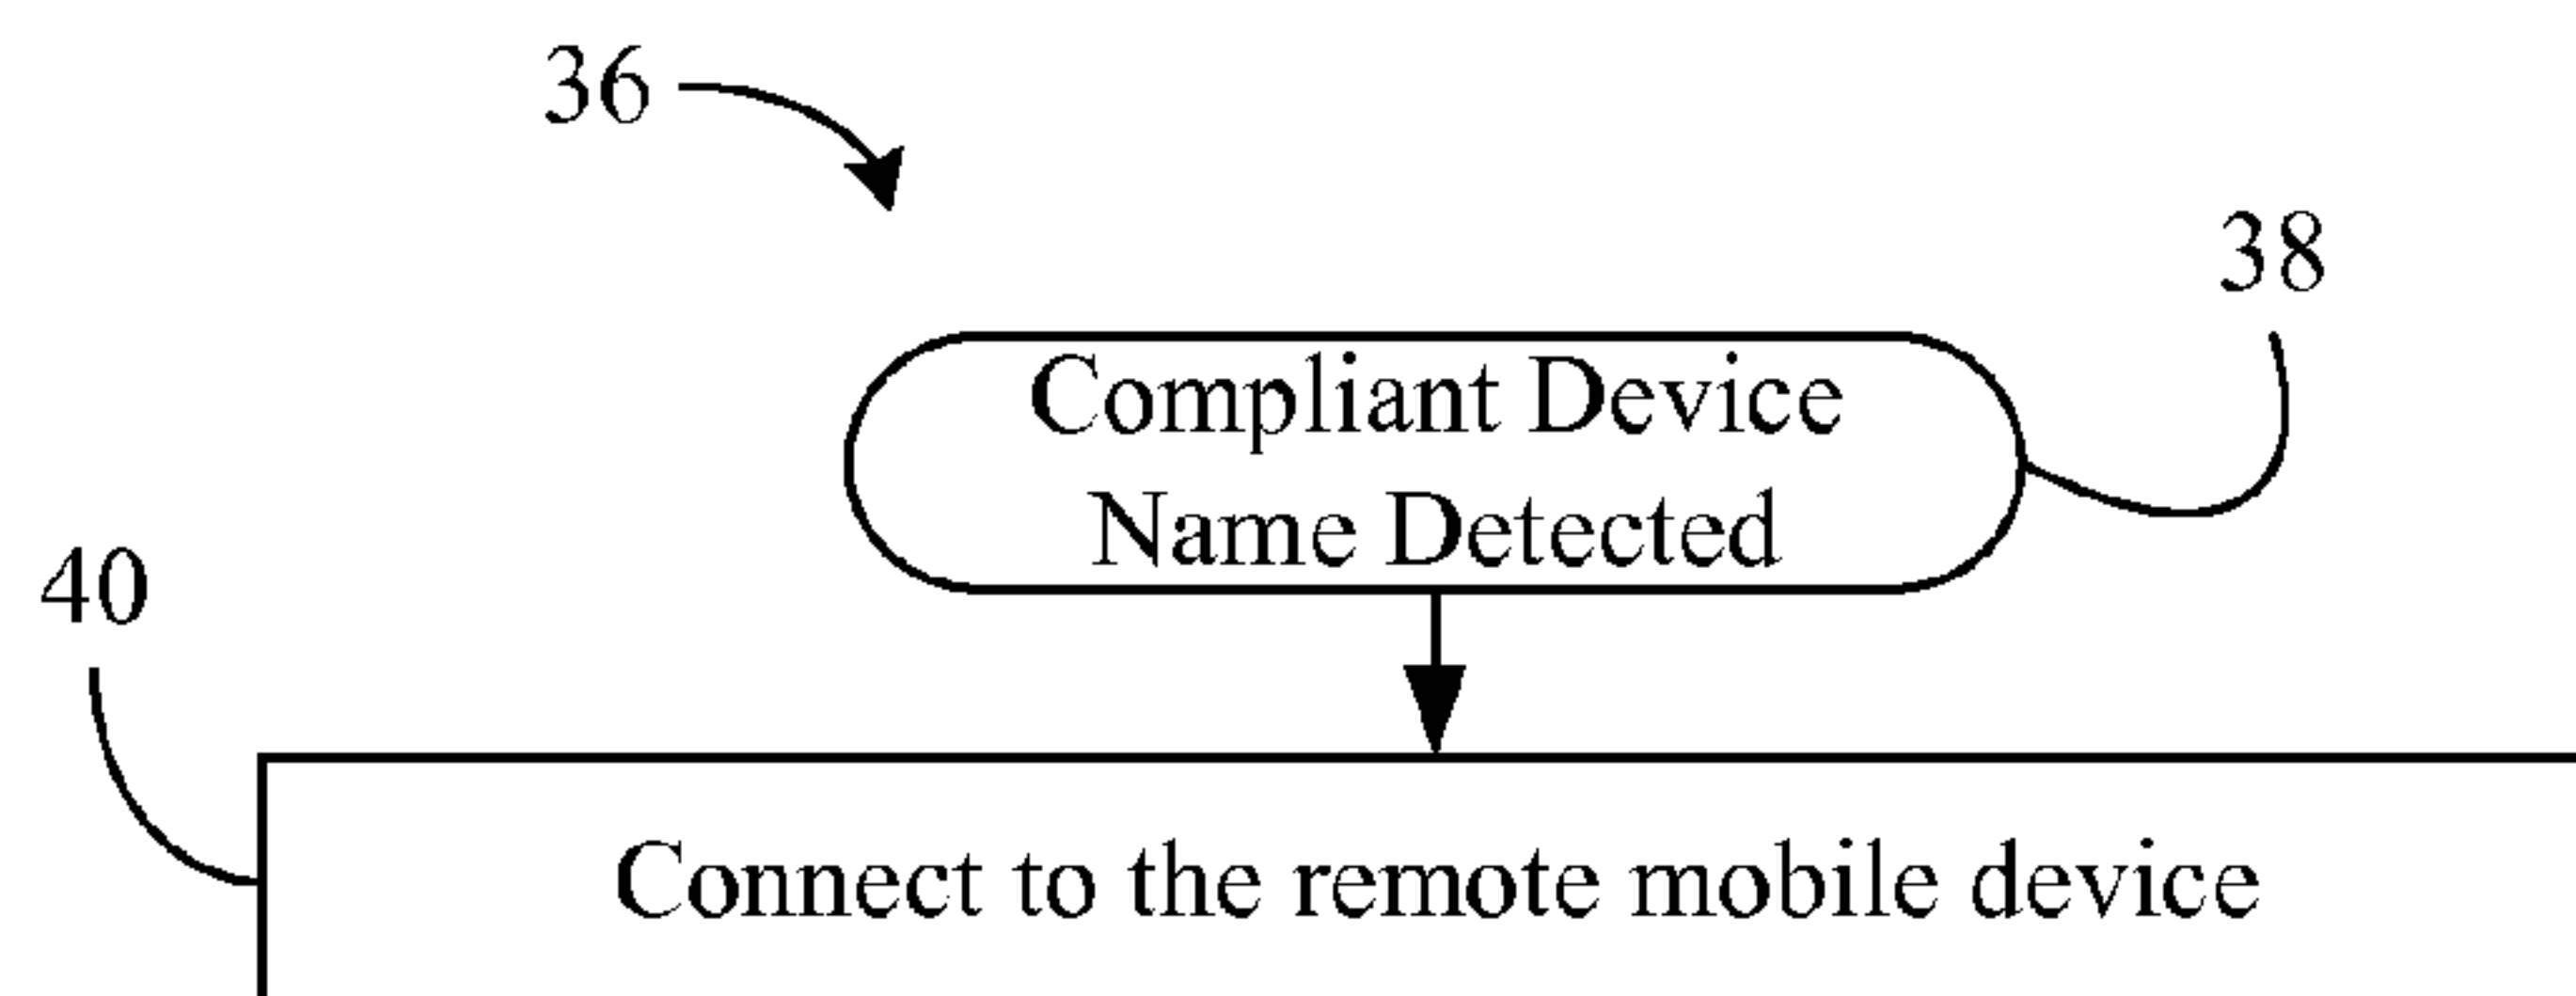 36
38
Compliant Device
Name Detected
40
Connect to the remote mobile device